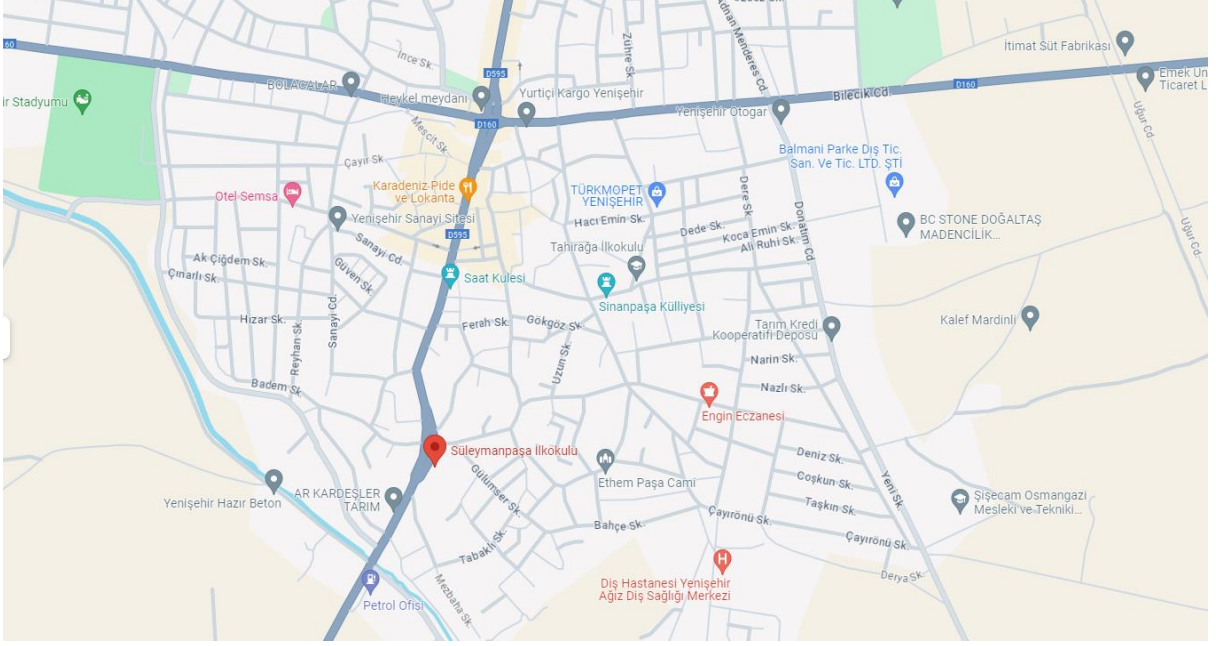 Adnan Menderes Cd.
İtimat Süt Fabrikası
D160
İnce Sk.
Zühre Sk.
D595
Emek Un
Ticaret L
BOLACALAR
Heykel meydanı
Yurtiçi Kargo Yenişehir
Bilecik Cd.
D160
ir Stadyumu
Yenişehir Otogar
Uğur Cd.
D160
Mescit Sk.
Çayır Sk
Balmani Parke Dış Tic.
San. Ve Tic. LTD. ŞTİ
Otel Semsa
Karadeniz Pide
ve Lokanta
TÜRKMOPET
YENİŞEHİR
Dere Sk.
Donatım Cd.
Yenişehir Sanayi Sitesi
Hacı Emin Sk.
Dede Sk.
BC STONE DOĞALTAŞ
MADENCİLİK...
D595
Koca Emin Sk.
Ali Ruhi Sk.
Uğur Cd.
Sanayi Cd.
Tahirağa İlkokulu
Ak Çiğdem Sk.
Güven Sk.
Çınarlı Sk.
Saat Kulesi
Sinanpaşa Külliyesi
Hızar Sk.
Sanayi Cd.
Reyhan Sk.
Ferah Sk.
Gökgöz Sk.
Tarım Kredi
Kooperatifi Deposu
Kalef Mardinli
Uzun Sk.
Narin Sk.
Badem Sk.
Nazlı Sk.
Engin Eczanesi
Süleymanpaşa İlkokulu
Deniz Sk.
Gülümser Sk.
Ethem Paşa Cami
Coşkun Sk.
Yeni Sk.
Yenişehir Hazır Beton
AR KARDEŞLER
TARIM
Taşkın Sk.
Şişecam Osmangazi
Mesleki ve Tekniki...
Bahçe Sk.
Çayırönü Sk.
Çayırönü Sk.
Tabaklı Sk.
Mezbaha Sk.
Derya Sk.
Diş Hastanesi Yenişehir
Ağız Diş Sağlığı Merkezi
Petrol Ofisi